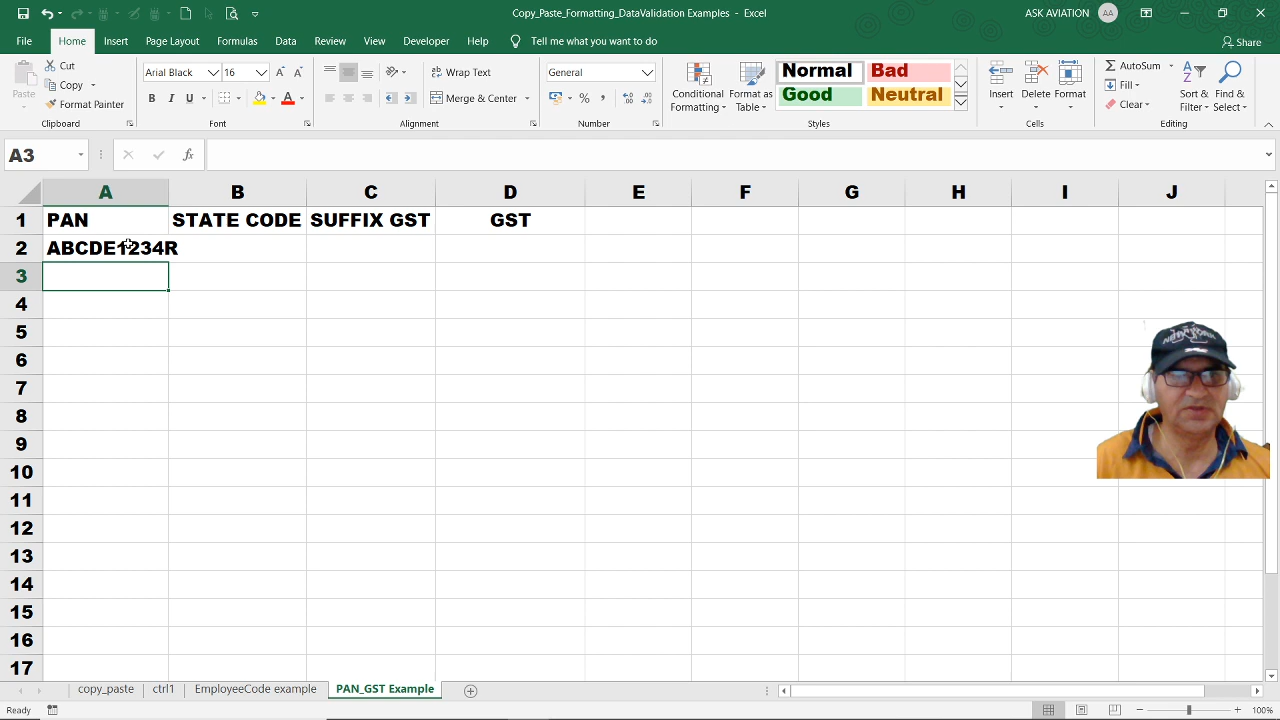 Copy_Paste_Formatting_DataValidation Examples - Excel
ASK AVIATION AA
File Home Insert Page Layout Formulas Data Review View Developer Help Tell me what you want to do Share
Paste
Cut
Copy
Format Painter
Clipboard
Arial Black 16
B I U
Font
Wrap Text
Merge & Center
Alignment
General
%
Number
Conditional Formatting
Format as Table
Normal Bad
Good Neutral
Styles
Insert Delete Format
Cells
AutoSum
Fill
Clear
Sort & Filter
Find & Select
Editing
A3 fx
A B C D E F G H I J
1 PAN STATE CODE SUFFIX GST GST
2 ABCDE1234R
3
4
5
6
7
8
9
10
11
12
13
14
15
16
17
copy_paste ctrl1 EmployeeCode example PAN_GST Example
Ready 100%